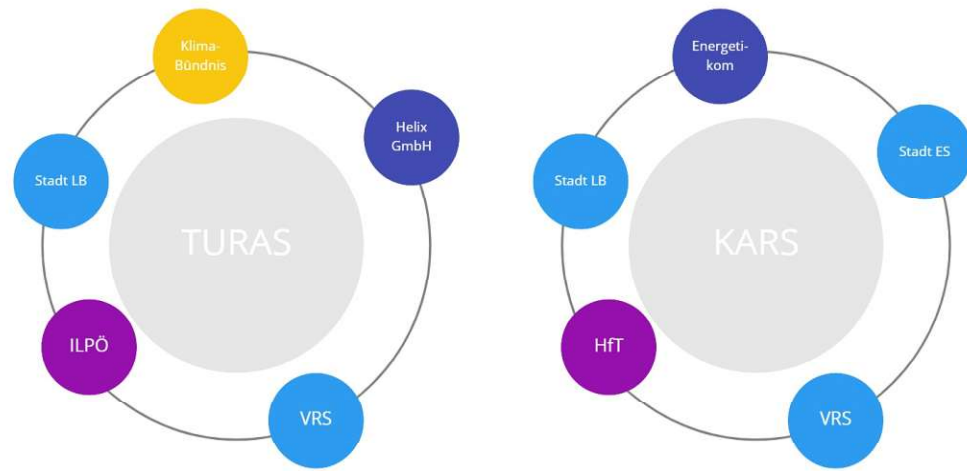 Klima-
Bündnis
Helix
GmbH
Stadt LB
TURAS
ILPÖ
VRS
Energeti-
kom
Stadt ES
Stadt LB
KARS
HfT
VRS